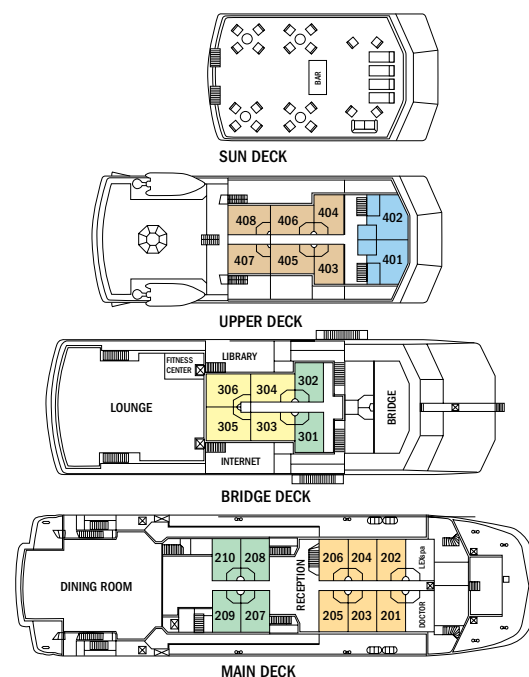 BAR
SUN DECK
408 406 404
402
407 405 403
401
UPPER DECK
FITNESS
CENTER
LIBRARY
306 304 302
LOUNGE
BRIDGE
305 303 301
INTERNET
BRIDGE DECK
210 208
206 204 202
LEXspa
DINING ROOM
RECEPTION
209 207
205 203 201
DOCTOR
MAIN DECK